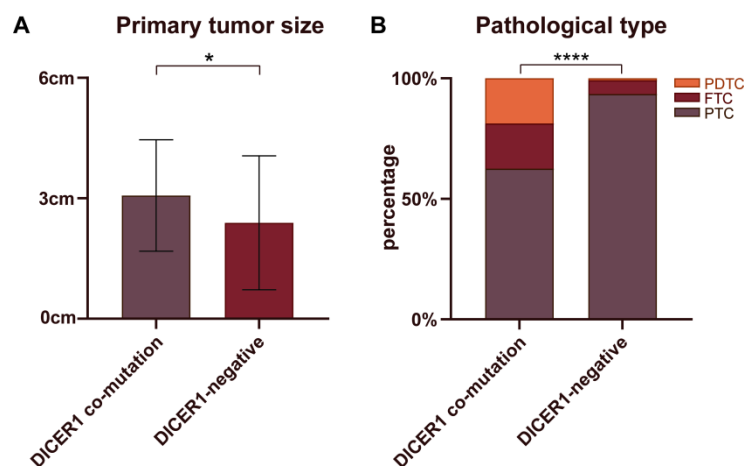 A
Primary tumor size
*
6cm
3cm
0cm
DICER1 co-mutation
DICER1-negative
B
Pathological type
****
100%
50%
0%
percentage
PDTC
FTC
PTC
DICER1 co-mutation
DICER1-negative